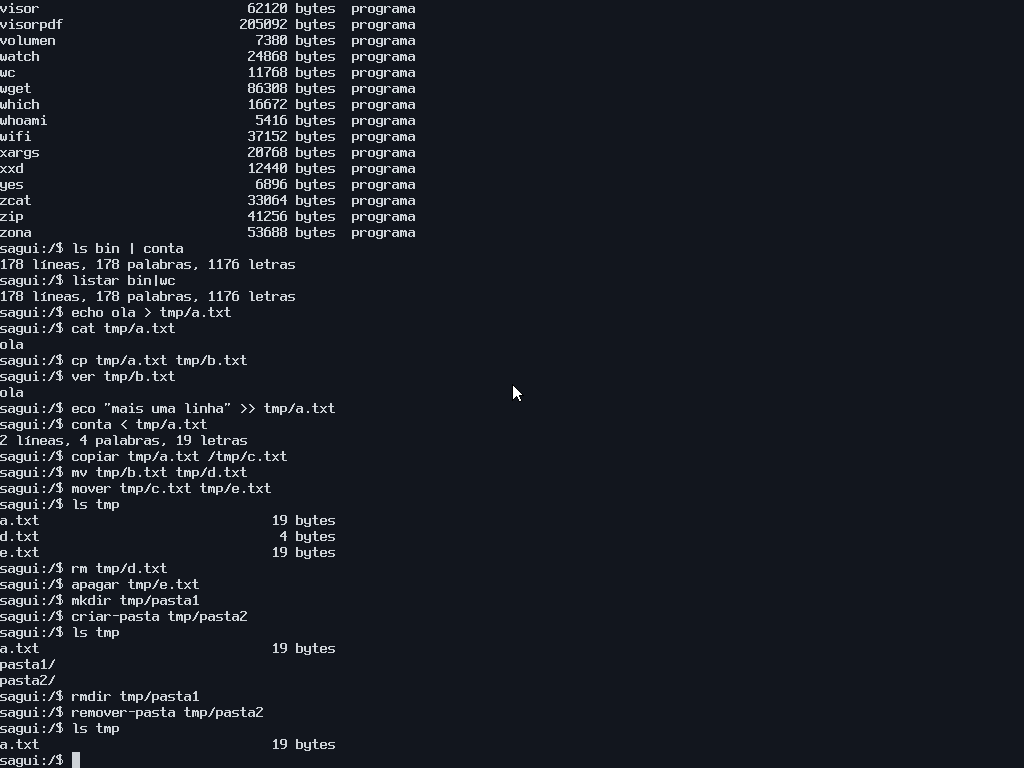 visor                          62120 bytes  programa
visorpdf                      205092 bytes  programa
volumen                         7380 bytes  programa
watch                          24868 bytes  programa
wc                             11768 bytes  programa
wget                           86308 bytes  programa
which                          16672 bytes  programa
whoami                          5416 bytes  programa
wifi                           37152 bytes  programa
xargs                          20768 bytes  programa
xxd                            12440 bytes  programa
yes                             6896 bytes  programa
zcat                           33064 bytes  programa
zip                            41256 bytes  programa
zona                           53688 bytes  programa
sagui:/$ ls bin | conta
178 líneas, 178 palabras, 1176 letras
sagui:/$ listar bin|wc
178 líneas, 178 palabras, 1176 letras
sagui:/$ echo ola > tmp/a.txt
sagui:/$ cat tmp/a.txt
ola
sagui:/$ cp tmp/a.txt tmp/b.txt
sagui:/$ ver tmp/b.txt
ola
sagui:/$ eco "mais uma linha" >> tmp/a.txt
sagui:/$ conta < tmp/a.txt
2 líneas, 4 palabras, 19 letras
sagui:/$ copiar tmp/a.txt /tmp/c.txt
sagui:/$ mv tmp/b.txt tmp/d.txt
sagui:/$ mover tmp/c.txt tmp/e.txt
sagui:/$ ls tmp
a.txt                             19 bytes
d.txt                              4 bytes
e.txt                             19 bytes
sagui:/$ rm tmp/d.txt
sagui:/$ apagar tmp/e.txt
sagui:/$ mkdir tmp/pasta1
sagui:/$ criar-pasta tmp/pasta2
sagui:/$ ls tmp
a.txt                             19 bytes
pasta1/
pasta2/
sagui:/$ rmdir tmp/pasta1
sagui:/$ remover-pasta tmp/pasta2
sagui:/$ ls tmp
a.txt                             19 bytes
sagui:/$